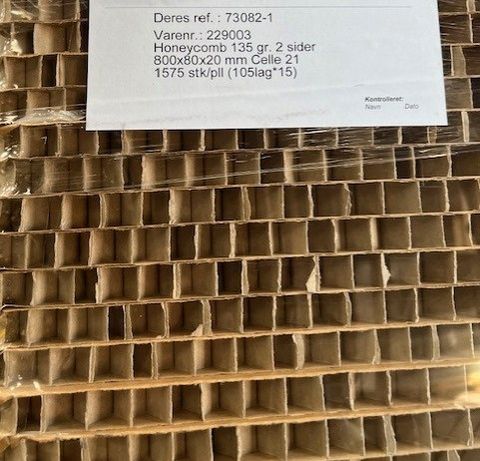 Deres ref. : 73082-1
Varenr.: 229003
Honeycomb 135 gr. 2 sider
800x80x20 mm Celle 21
1575 stk/pll (105lag*15)
Kontrolleret:
Navn Dato